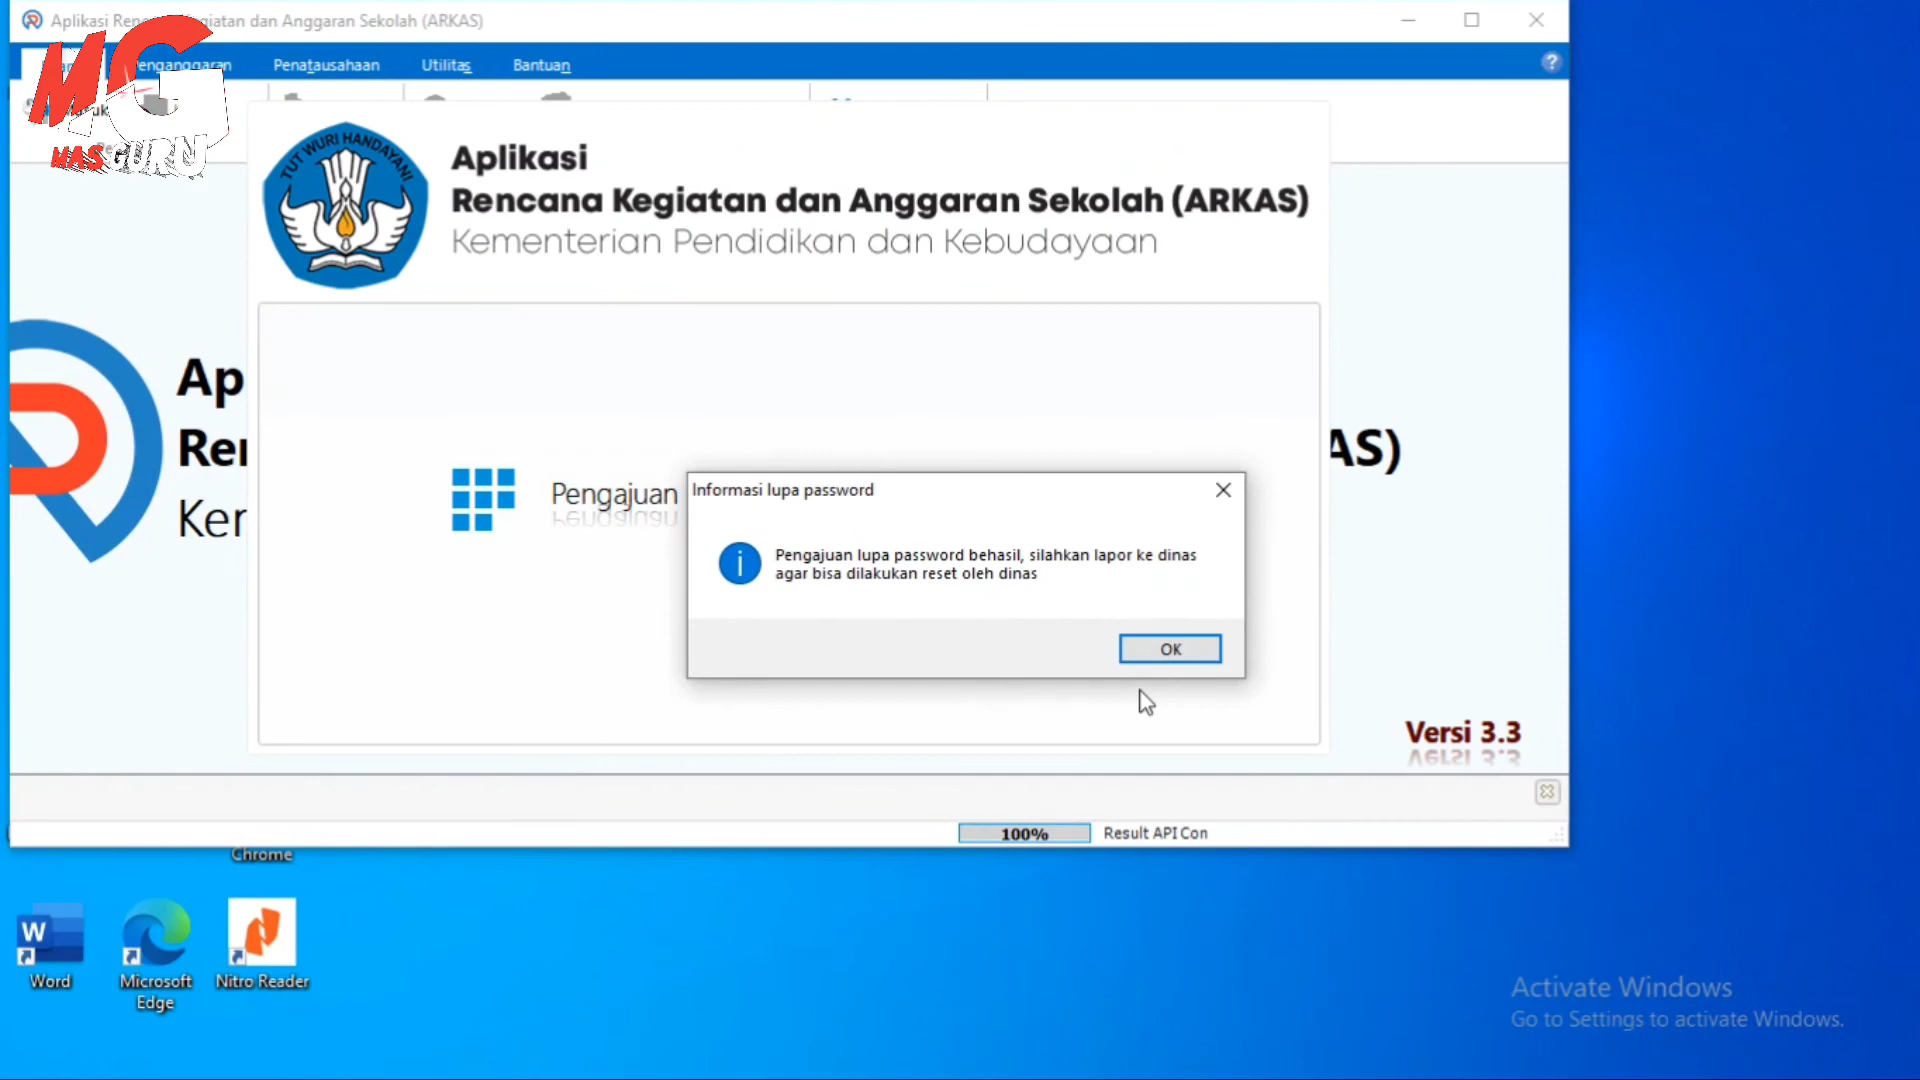 Aplikasi Rencana Kegiatan dan Anggaran Sekolah (ARKAS)
Penganggaran
Penatausahaan
Utilitas
Bantuan
MG
MASGURU
TUT WURI HANDAYANI
Aplikasi
Rencana Kegiatan dan Anggaran Sekolah (ARKAS)
Kementerian Pendidikan dan Kebudayaan
Ap
Ren
AS)
Ker
Pengajuan
Informasi lupa password
Pengajuan lupa password behasil, silahkan lapor ke dinas
agar bisa dilakukan reset oleh dinas
OK
Versi 3.3
100%
Result API Con
Chrome
W
Word
Microsoft
Edge
Nitro Reader
Activate Windows
Go to Settings to activate Windows.